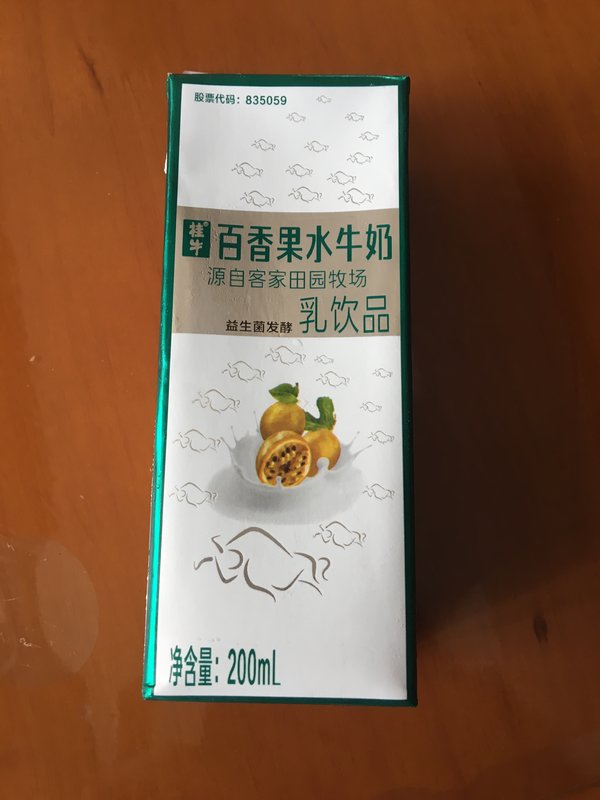 股票代码：835059
桂牛®
百香果水牛奶
源自客家田园牧场
益生菌发酵 乳饮品
净含量：200mL